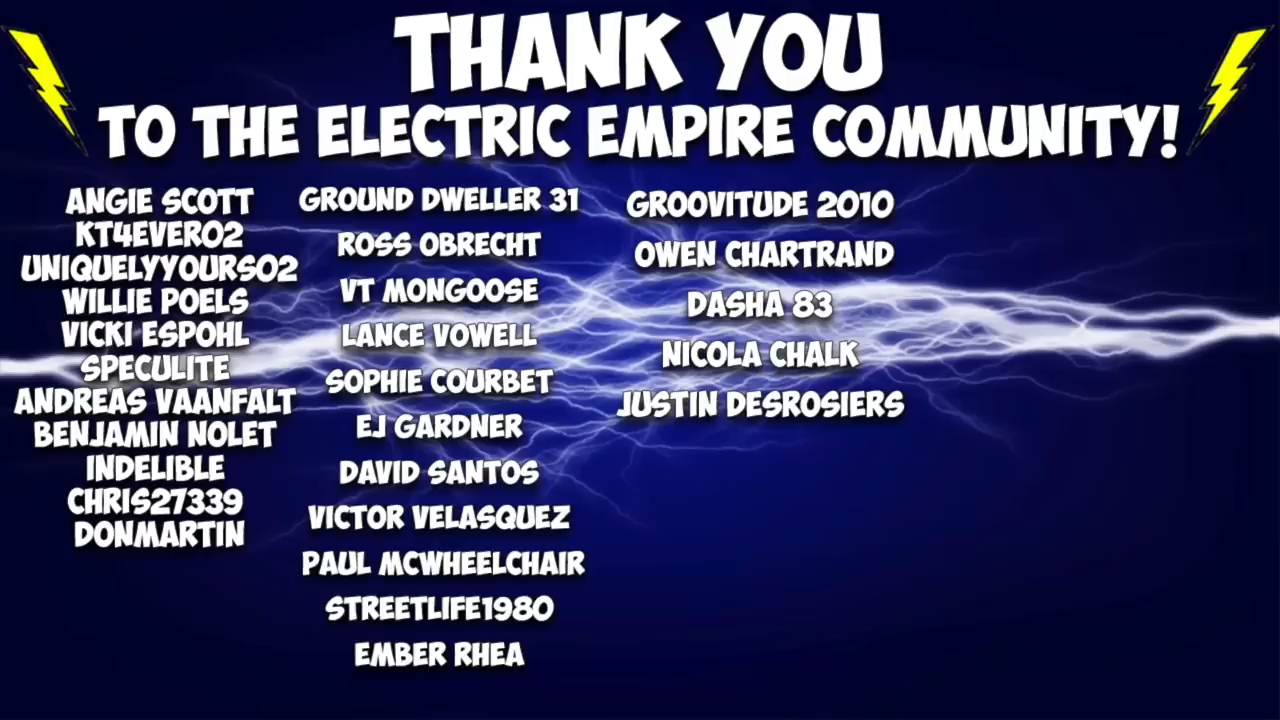 THANK YOU
TO THE ELECTRIC EMPIRE COMMUNITY!
ANGIE SCOTT
KT4EVER02
UNIQUELYYOURS02
WILLIE POELS
VICKI ESPOHL
SPECULITE
ANDREAS VAANFALT
BENJAMIN NOLET
INDELIBLE
CHRIS27339
DONMARTIN
GROUND DWELLER 31
ROSS OBRECHT
VT MONGOOSE
LANCE VOWELL
SOPHIE COURBET
EJ GARDNER
DAVID SANTOS
VICTOR VELASQUEZ
PAUL MCWHEELCHAIR
STREETLIFE1980
EMBER RHEA
GROOVITUDE 2010
OWEN CHARTRAND
DASHA 83
NICOLA CHALK
JUSTIN DESROSIERS